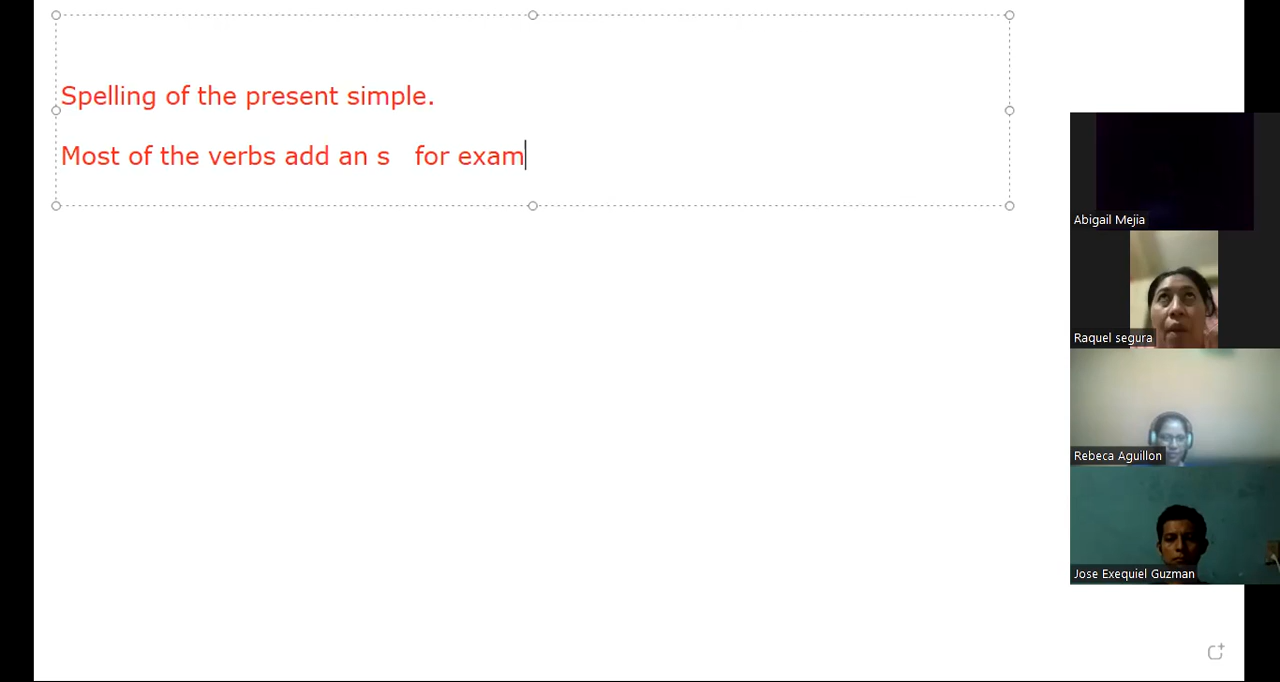 Spelling of the present simple.
Most of the verbs add an s   for exam
Abigail Mejia
Raquel segura
Rebeca Aguillon
Jose Exequiel Guzman